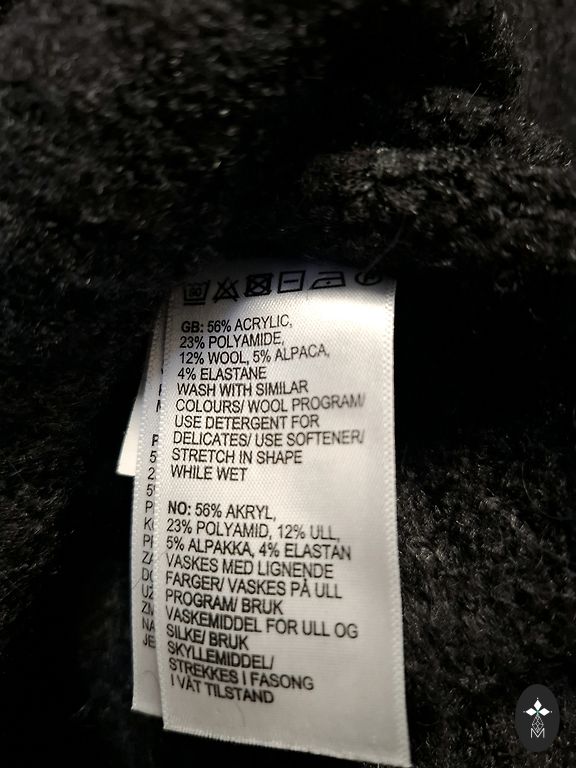 GB: 56% ACRYLIC,
23% POLYAMIDE,
12% WOOL, 5% ALPACA,
4% ELASTANE
WASH WITH SIMILAR
COLOURS/ WOOL PROGRAM/
USE DETERGENT FOR
DELICATES/ USE SOFTENER/
STRETCH IN SHAPE
WHILE WET
NO: 56% AKRYL,
23% POLYAMID, 12% ULL,
5% ALPAKKA, 4% ELASTAN
VASKES MED LIGNENDE
FARGER/ VASKES PÅ ULL
PROGRAM/ BRUK
VASKEMIDDEL FOR ULL OG
SILKE/ BRUK
SKYLLEMIDDEL/
STREKKES I FASONG
I VÅT TILSTAND